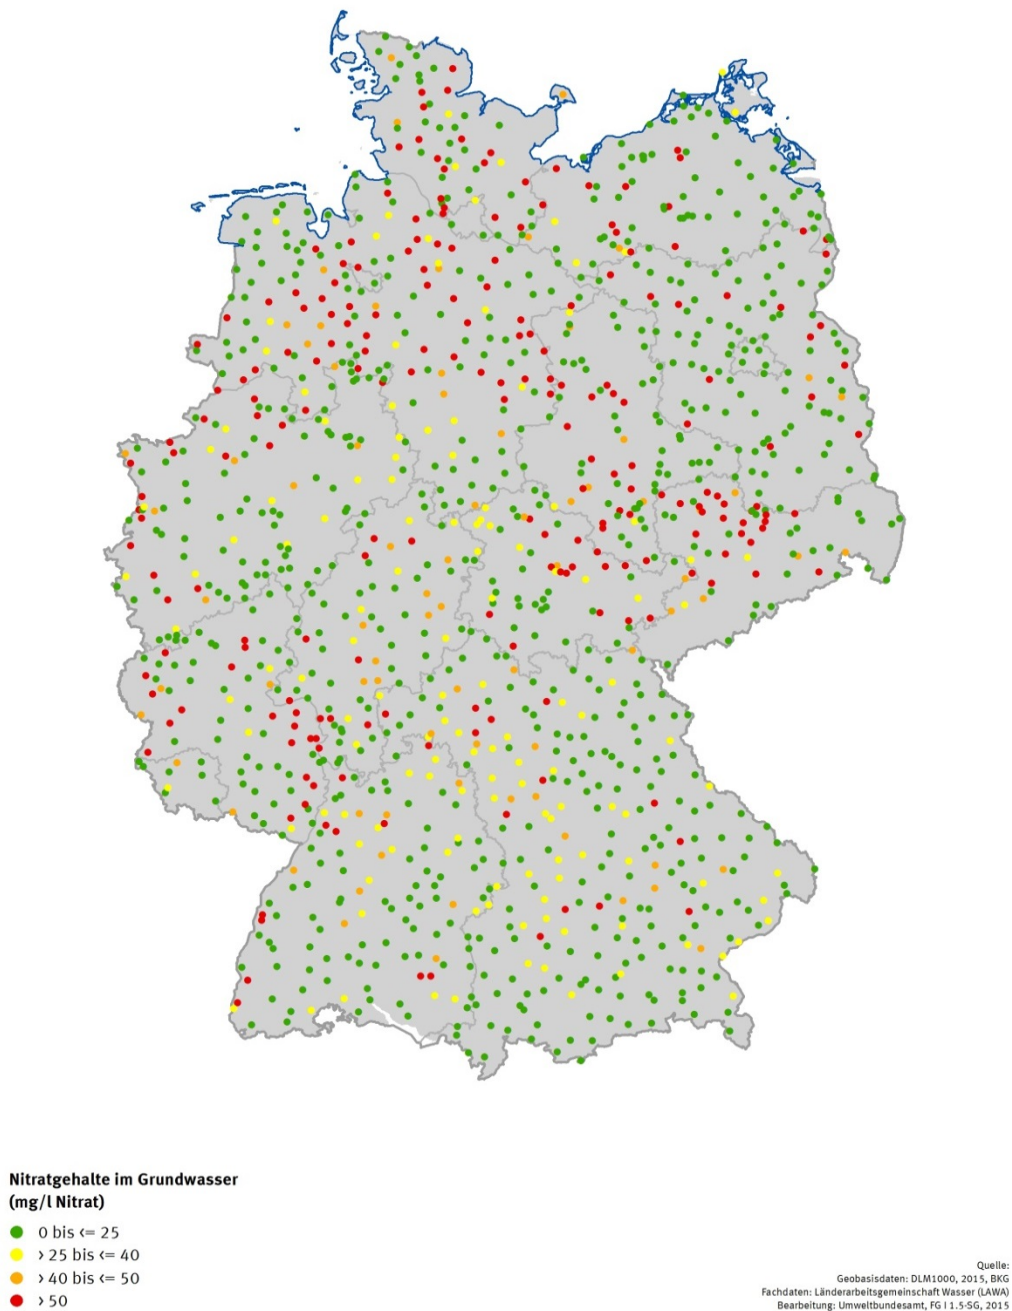 Nitratgehalte im Grundwasser
(mg/l Nitrat)
0 bis <= 25
> 25 bis <= 40
> 40 bis <= 50
> 50
Quelle:
Geobasisdaten: DLM1000, 2015, BKG
Fachdaten: Länderarbeitsgemeinschaft Wasser (LAWA)
Bearbeitung: Umweltbundesamt, FG I 1.5-SG, 2015